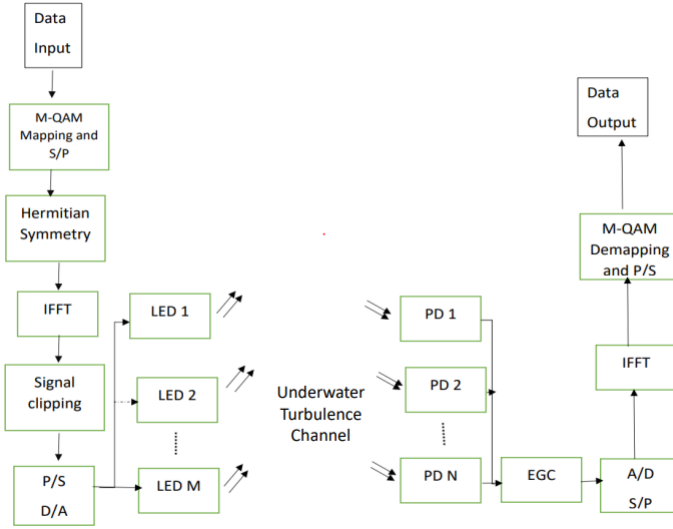 Data
Input
M-QAM
Mapping and
S/P
Hermitian
Symmetry
IFFT
Signal
clipping
P/S
D/A
LED 1
LED 2
LED M
Underwater
Turbulence
Channel
PD 1
PD 2
PD N
EGC
A/D
S/P
IFFT
M-QAM
Demapping
and P/S
Data
Output